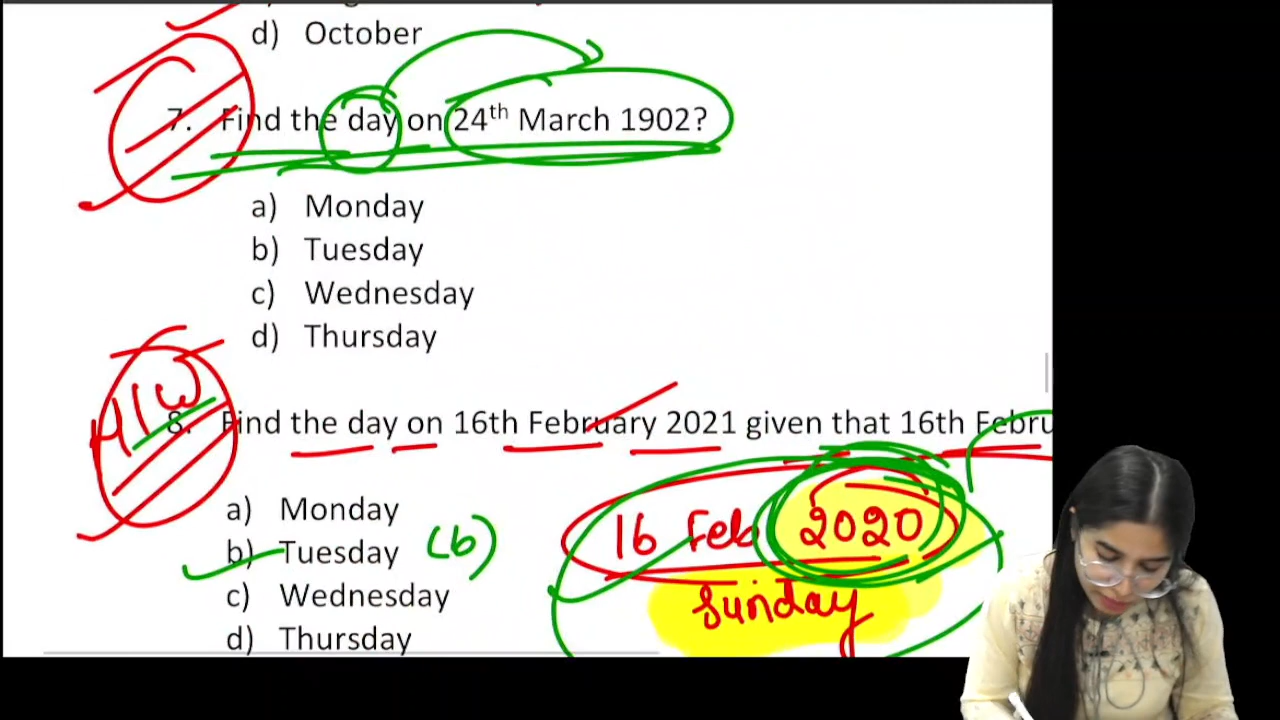 d) October
7. Find the day on 24th March 1902?
a) Monday
b) Tuesday
c) Wednesday
d) Thursday
H/W
8. Find the day on 16th February 2021 given that 16th Febru
a) Monday
b) Tuesday (b)
c) Wednesday
d) Thursday
16 Feb 2020
Sunday